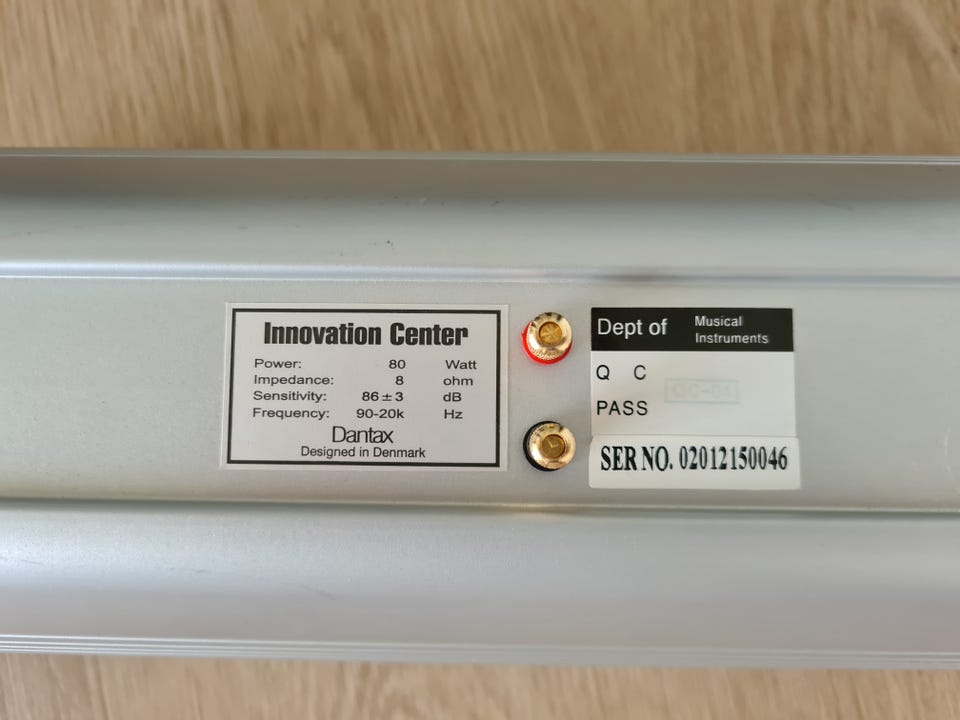 Innovation Center
Power: 80 Watt
Impedance: 8 ohm
Sensitivity: 86±3 dB
Frequency: 90-20k Hz
Dantax
Designed in Denmark
Dept of Musical Instruments
Q C
PASS
SER NO. 02012150046